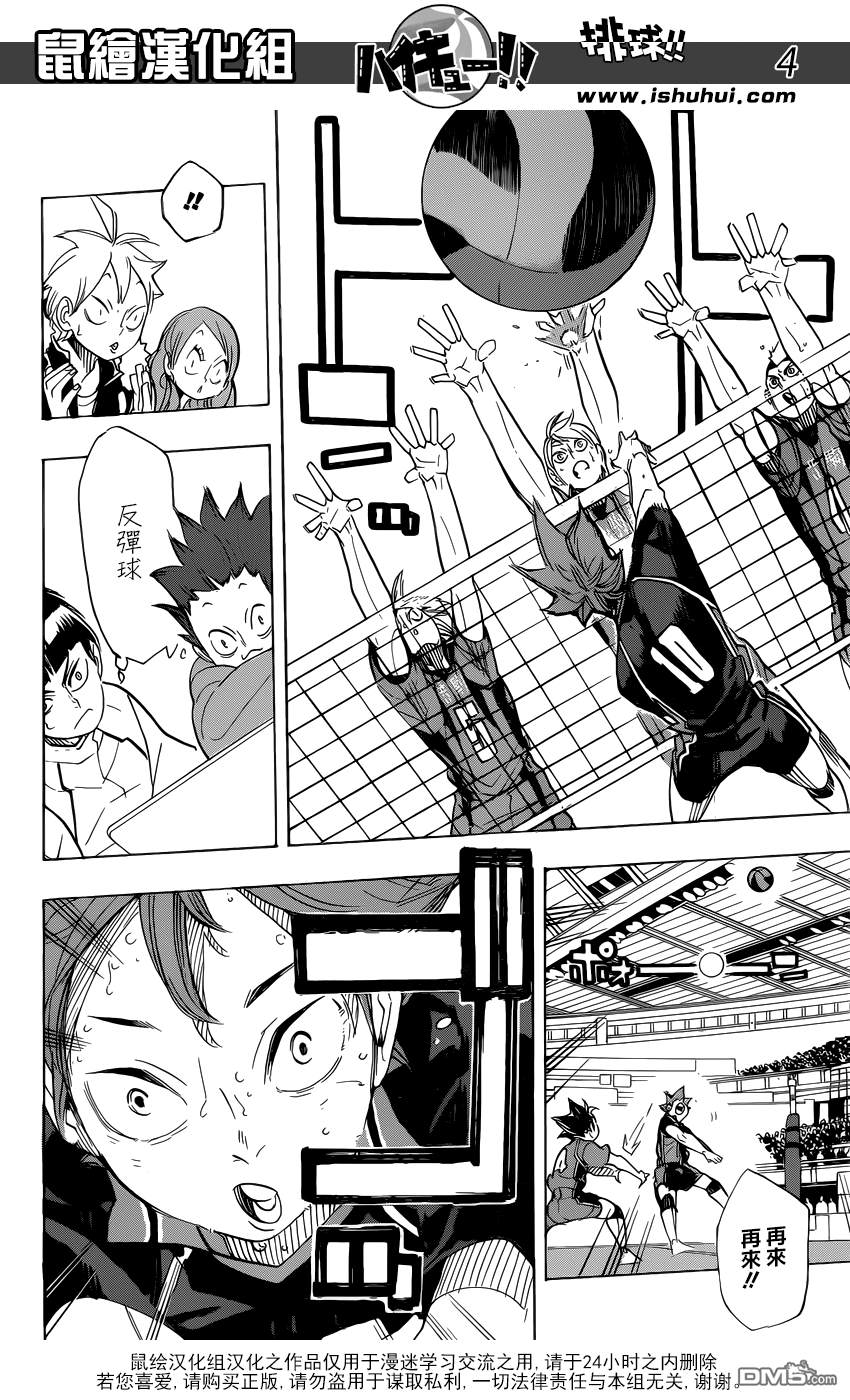 鼠繪漢化組
ハイキュー!!
排球!!
4
www.ishuhui.com
!!
反彈球
10
ポォ
再來
再來!!
鼠绘汉化组汉化之作品仅用于漫迷学习交流之用,请于24小时之内删除
若您喜爱,请购买正版,请勿盗用于谋取私利,一切法律责任与本组无关,谢谢.
DM5.com